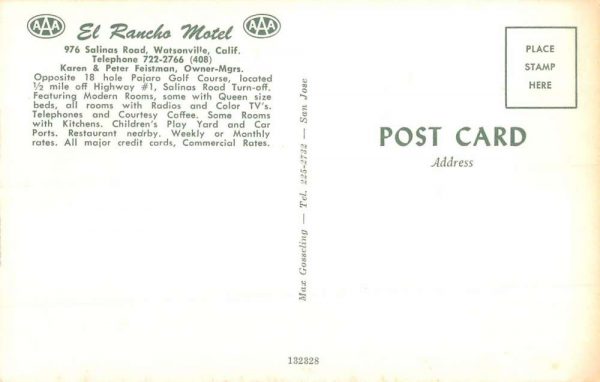 AAA El Rancho Motel AAA
976 Salinas Road, Watsonville, Calif.
Telephone 722-2766 (408)
Karen & Peter Feistman, Owner-Mgrs.
Opposite 18 hole Pajaro Golf Course, located
½ mile off Highway #1, Salinas Road Turn-off.
Featuring Modern Rooms, some with Queen size
beds, all rooms with Radios and Color TV's.
Telephones and Courtesy Coffee. Some Rooms
with Kitchens. Children's Play Yard and Car
Ports. Restaurant nearby. Weekly or Monthly
rates. All major credit cards, Commercial Rates.
Max Gosseling — Tel. 225-2732 — San Jose
PLACE
STAMP
HERE
POST CARD
Address
132328